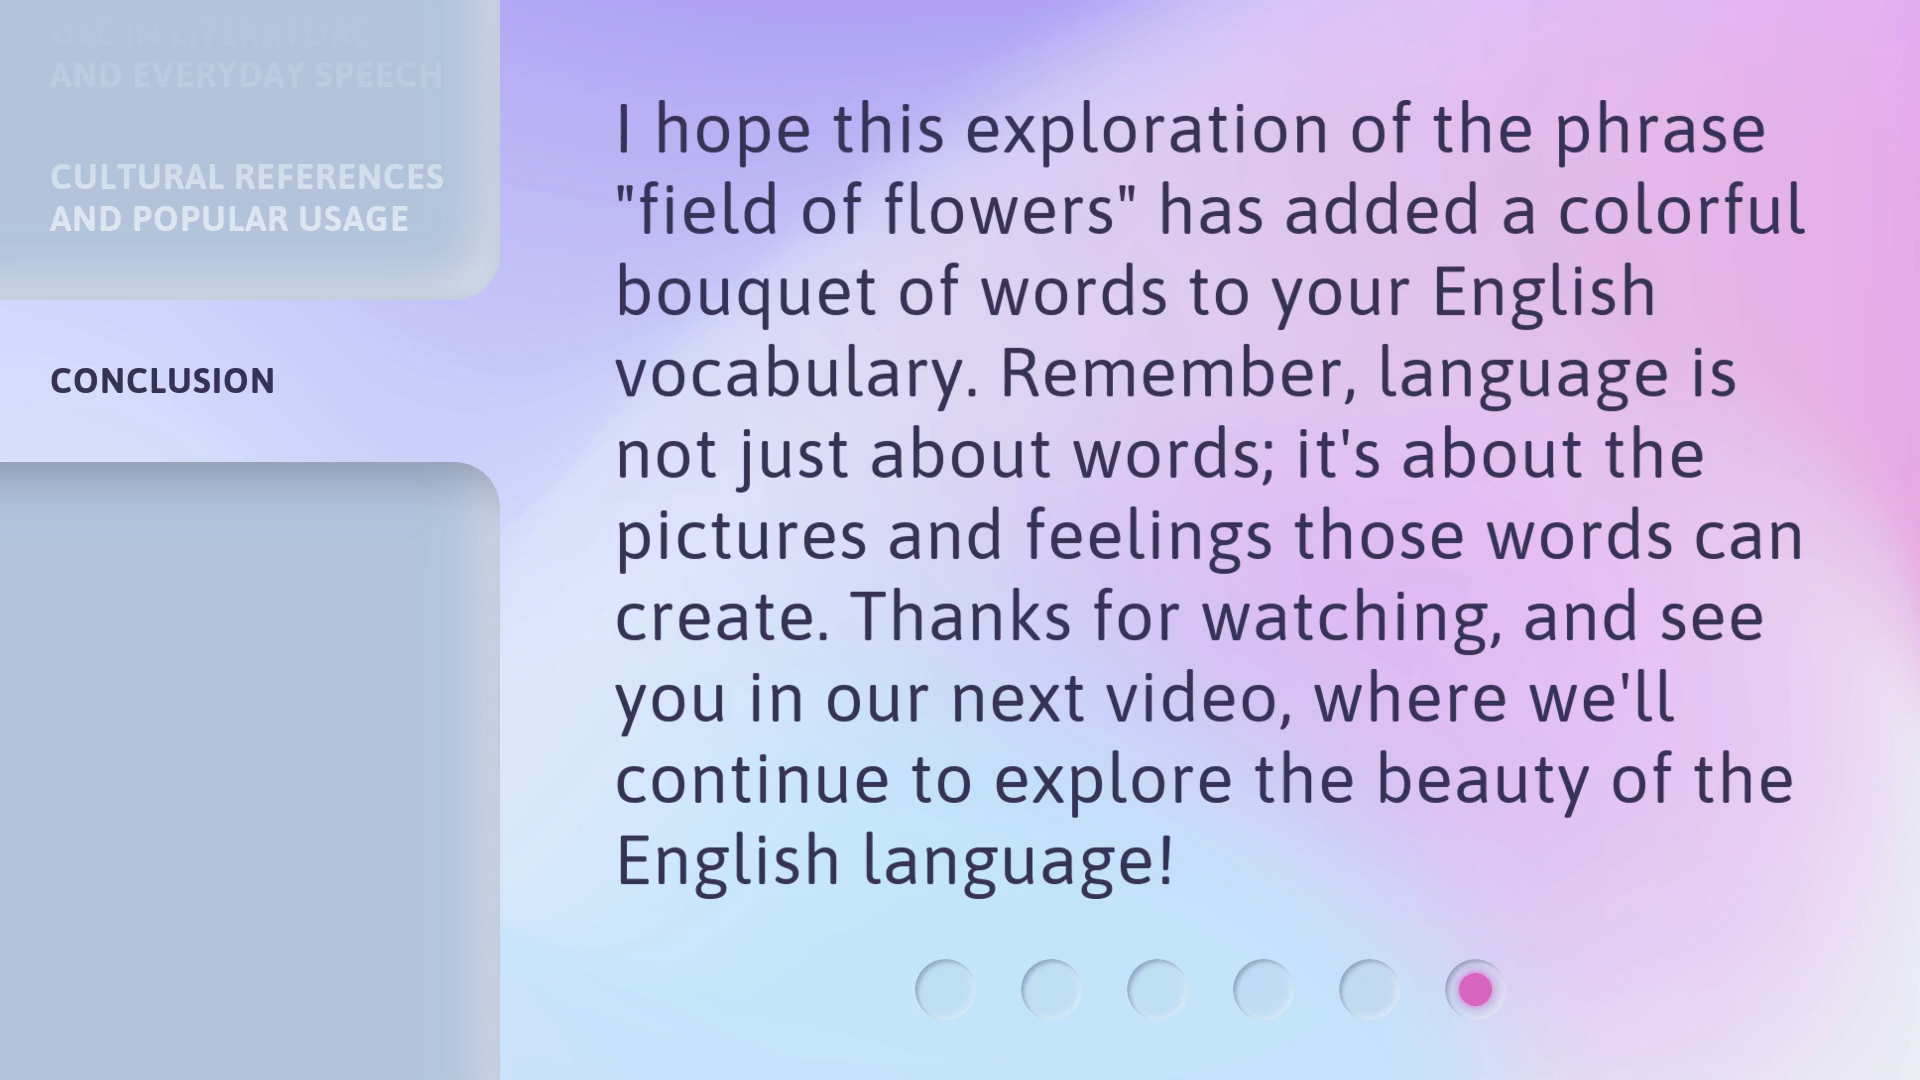 USE IN LITERATURE
AND EVERYDAY SPEECH
CULTURAL REFERENCES
AND POPULAR USAGE
CONCLUSION
I hope this exploration of the phrase
"field of flowers" has added a colorful
bouquet of words to your English
vocabulary. Remember, language is
not just about words; it's about the
pictures and feelings those words can
create. Thanks for watching, and see
you in our next video, where we'll
continue to explore the beauty of the
English language!